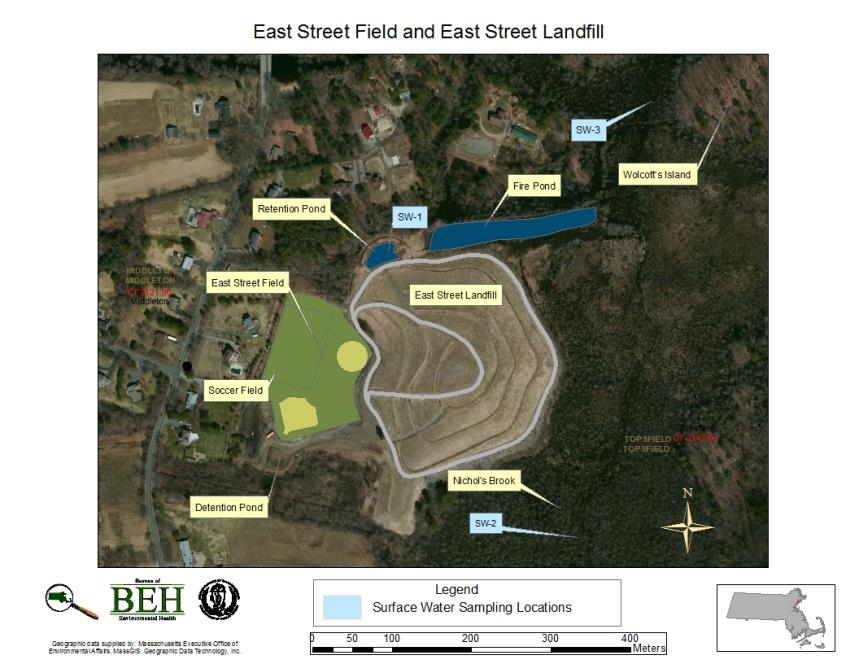 East Street Field and East Street Landfill
SW-3
Wolcott's Island
Fire Pond
Retention Pond
SW-1
MIDDLETON
MIDDLETON
Middleton
East Street Field
East Street Landfill
Soccer Field
TOPSFIELD
TOPSFIELD
Nichol's Brook
Detention Pond
SW-2
N
Bureau of
BEH
Environmental Health
Legend
Surface Water Sampling Locations
Geographic data supplied by: Massachusetts Executive Office of
Environmental Affairs, MassGIS; Geographic Data Technology, Inc.
0 50 100 200 300 400
Meters